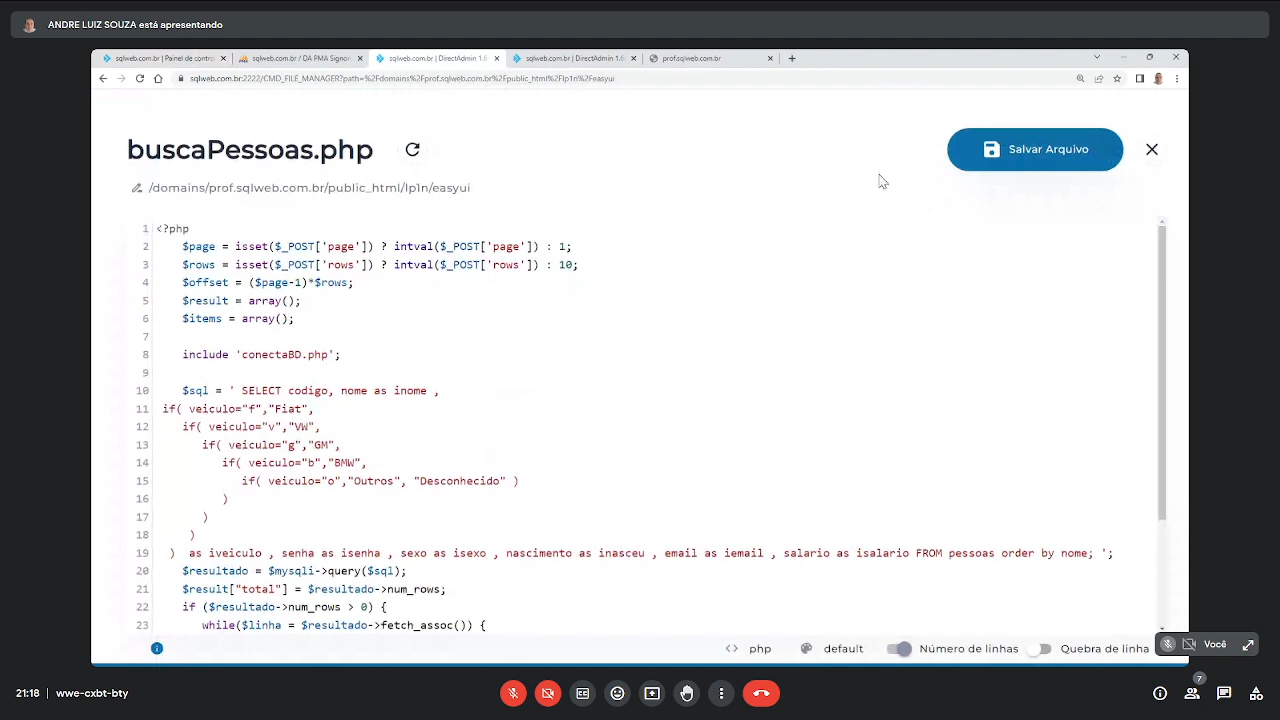 ANDRE LUIZ SOUZA está apresentando
sqlweb.com.br | Painel de contro
sqlweb.com.br / DA PMA Signon
sqlweb.com.br | DirectAdmin 1.6
sqlweb.com.br | DirectAdmin 1.6
prof.sqlweb.com.br
sqlweb.com.br:2222/CMD_FILE_MANAGER?path=%2Fdomains%2Fprof.sqlweb.com.br%2Fpublic_html%2Flp1n%2Feasyui
buscaPessoas.php
Salvar Arquivo
/domains/prof.sqlweb.com.br/public_html/lp1n/easyui
1 <?php
2 $page = isset($_POST['page']) ? intval($_POST['page']) : 1;
3 $rows = isset($_POST['rows']) ? intval($_POST['rows']) : 10;
4 $offset = ($page-1)*$rows;
5 $result = array();
6 $items = array();
7
8 include 'conectaBD.php';
9
10 $sql = ' SELECT codigo, nome as inome ,
11 if( veiculo="f","Fiat",
12 if( veiculo="v","VW",
13 if( veiculo="g","GM",
14 if( veiculo="b","BMW",
15 if( veiculo="o","Outros", "Desconhecido" )
16 )
17 )
18 )
19 ) as iveiculo , senha as isenha , sexo as isexo , nascimento as inasceu , email as iemail , salario as isalario FROM pessoas order by nome; ';
20 $resultado = $mysqli->query($sql);
21 $result["total"] = $resultado->num_rows;
22 if ($resultado->num_rows > 0) {
23 while($linha = $resultado->fetch_assoc()) {
php
default
Número de linhas
Quebra de linha
Você
21:18
wwe-cxbt-bty
7